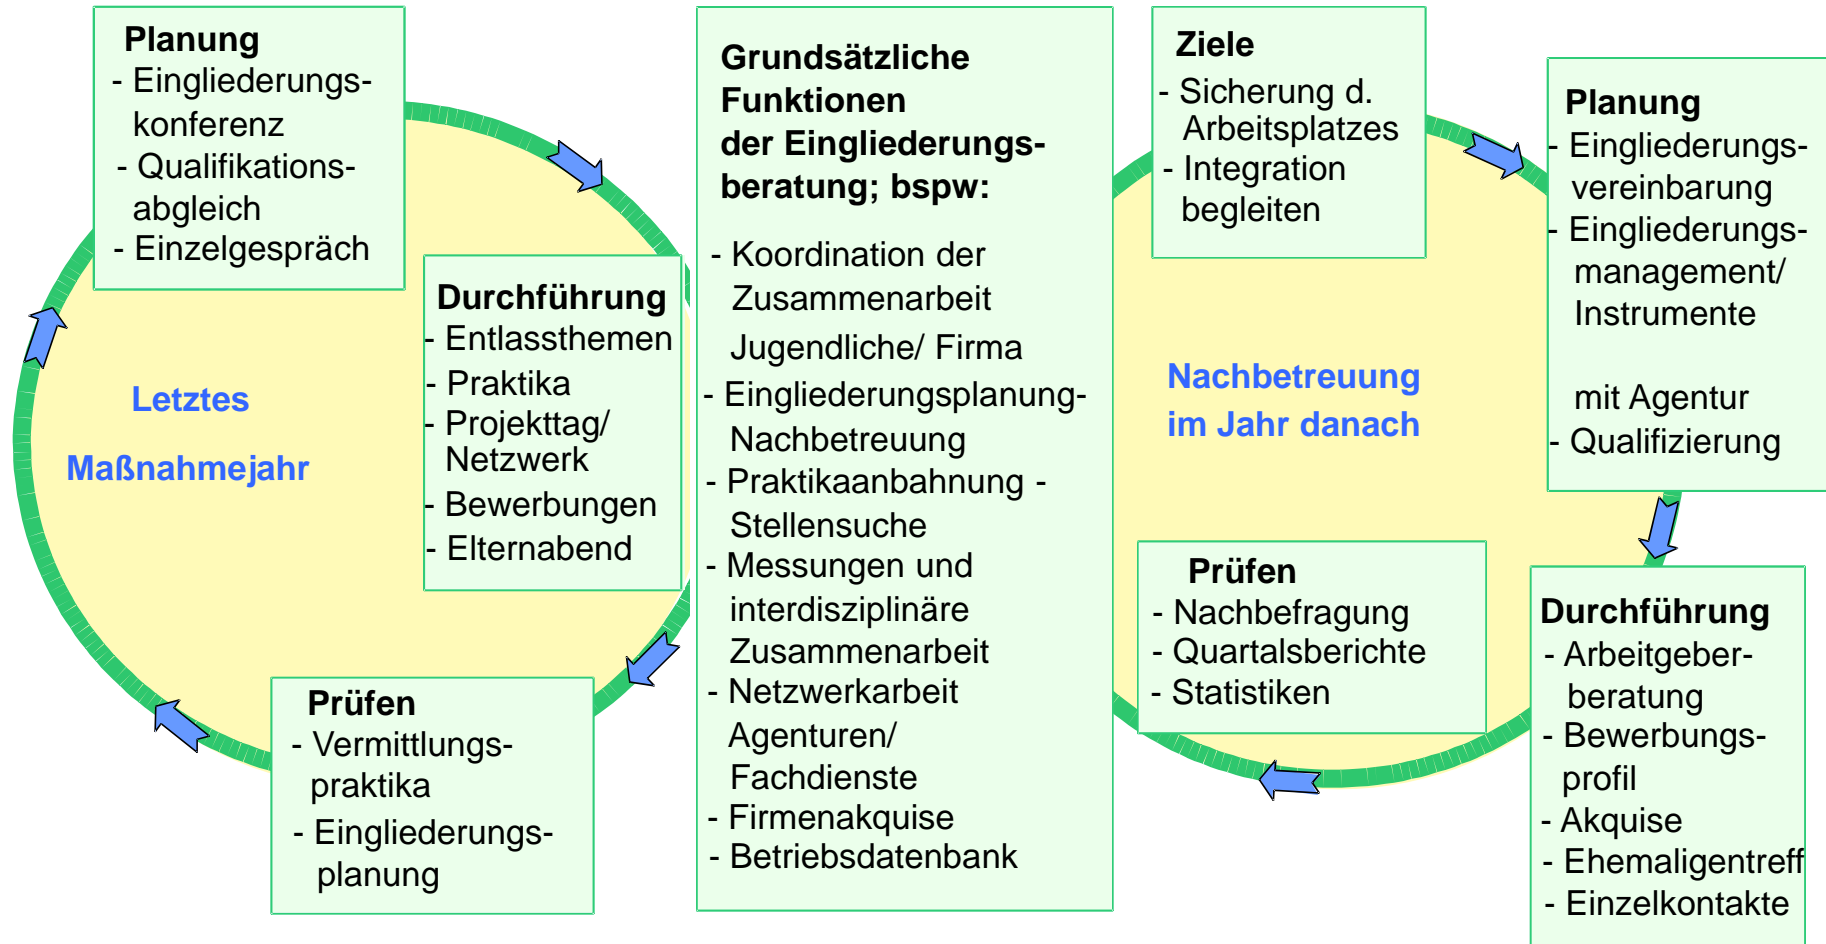 Planung
- Eingliederungs-
konferenz
- Qualifikations-
abgleich
- Einzelgespräch
Letztes
Maßnahmejahr
Durchführung
- Entlassthemen
- Praktika
- Projekttag/
Netzwerk
- Bewerbungen
- Elternabend
Prüfen
- Vermittlungs-
praktika
- Eingliederungs-
planung
Grundsätzliche
Funktionen
der Eingliederungs-
beratung; bspw:
- Koordination der
Zusammenarbeit
Jugendliche/ Firma
- Eingliederungsplanung-
Nachbetreuung
- Praktikaanbahnung -
Stellensuche
- Messungen und
interdisziplinäre
Zusammenarbeit
- Netzwerkarbeit
Agenturen/
Fachdienste
- Firmenakquise
- Betriebsdatenbank
Ziele
- Sicherung d.
Arbeitsplatzes
- Integration
begleiten
Nachbetreuung
im Jahr danach
Planung
- Eingliederungs-
vereinbarung
- Eingliederungs-
management/
Instrumente
mit Agentur
- Qualifizierung
Prüfen
- Nachbefragung
- Quartalsberichte
- Statistiken
Durchführung
- Arbeitgeber-
beratung
- Bewerbungs-
profil
- Akquise
- Ehemaligentreff
- Einzelkontakte